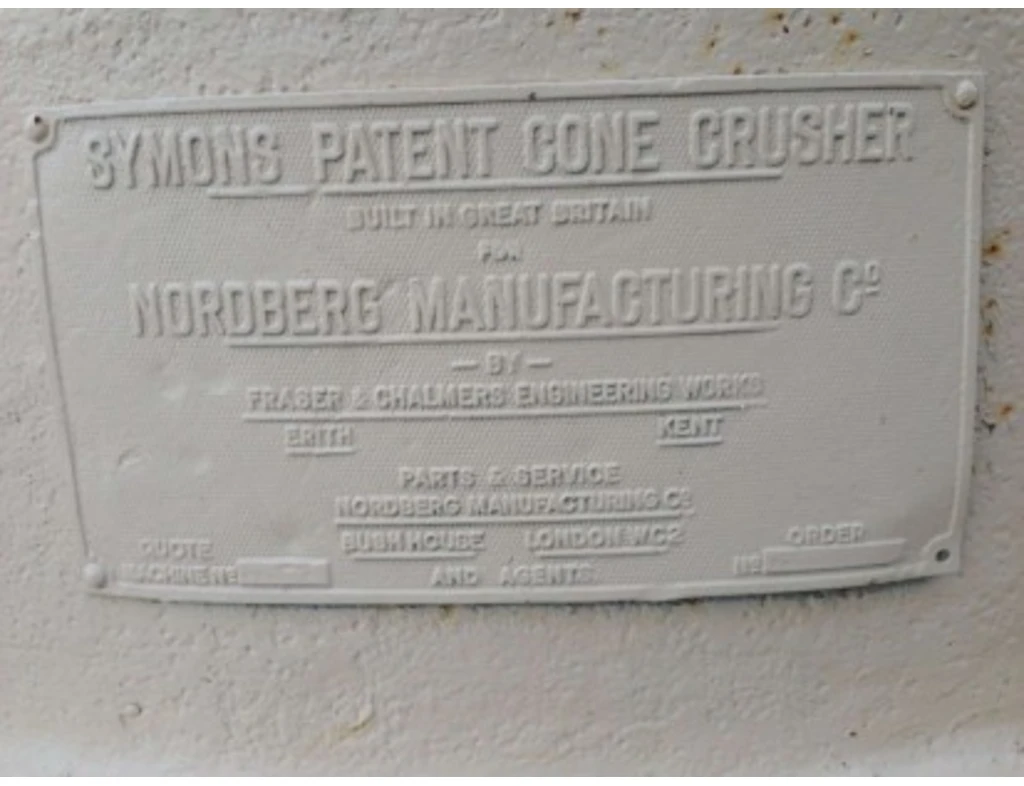 SYMONS PATENT CONE CRUSHER
BUILT IN GREAT BRITAIN
FOR
NORDBERG MANUFACTURING Cº
— BY —
FRASER & CHALMERS ENGINEERING WORKS
ERITH KENT
PARTS & SERVICE
NORDBERG MANUFACTURING Cº
BUSH HOUSE LONDON W.C2
QUOTE ORDER
MACHINE Nº AND AGENTS Nº